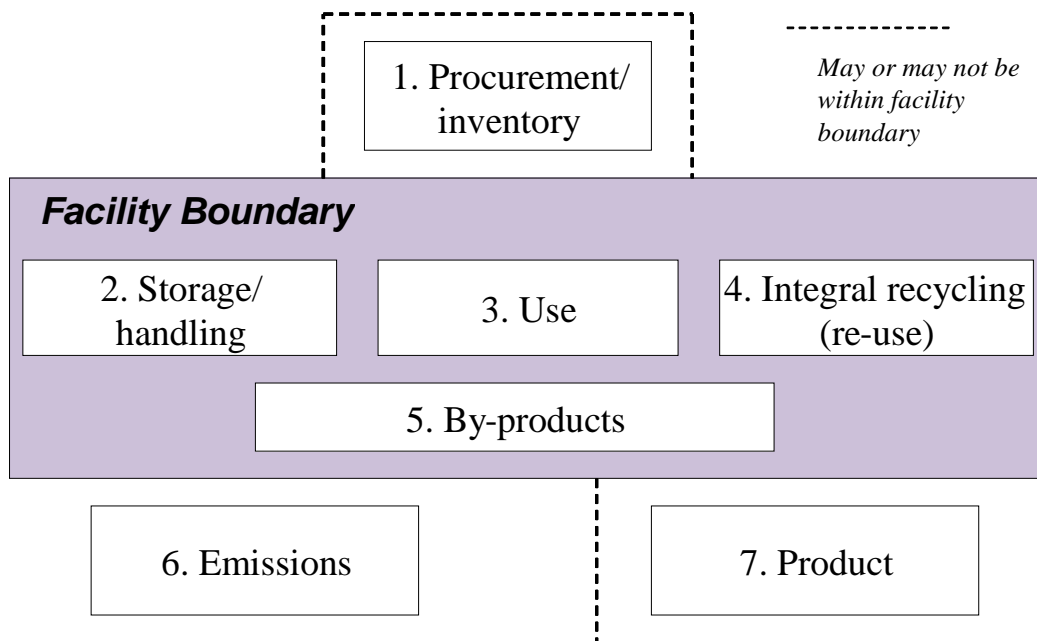 1. Procurement/
inventory
May or may not be
within facility
boundary
Facility Boundary
2. Storage/
handling
3. Use
4. Integral recycling
(re-use)
5. By-products
6. Emissions
7. Product